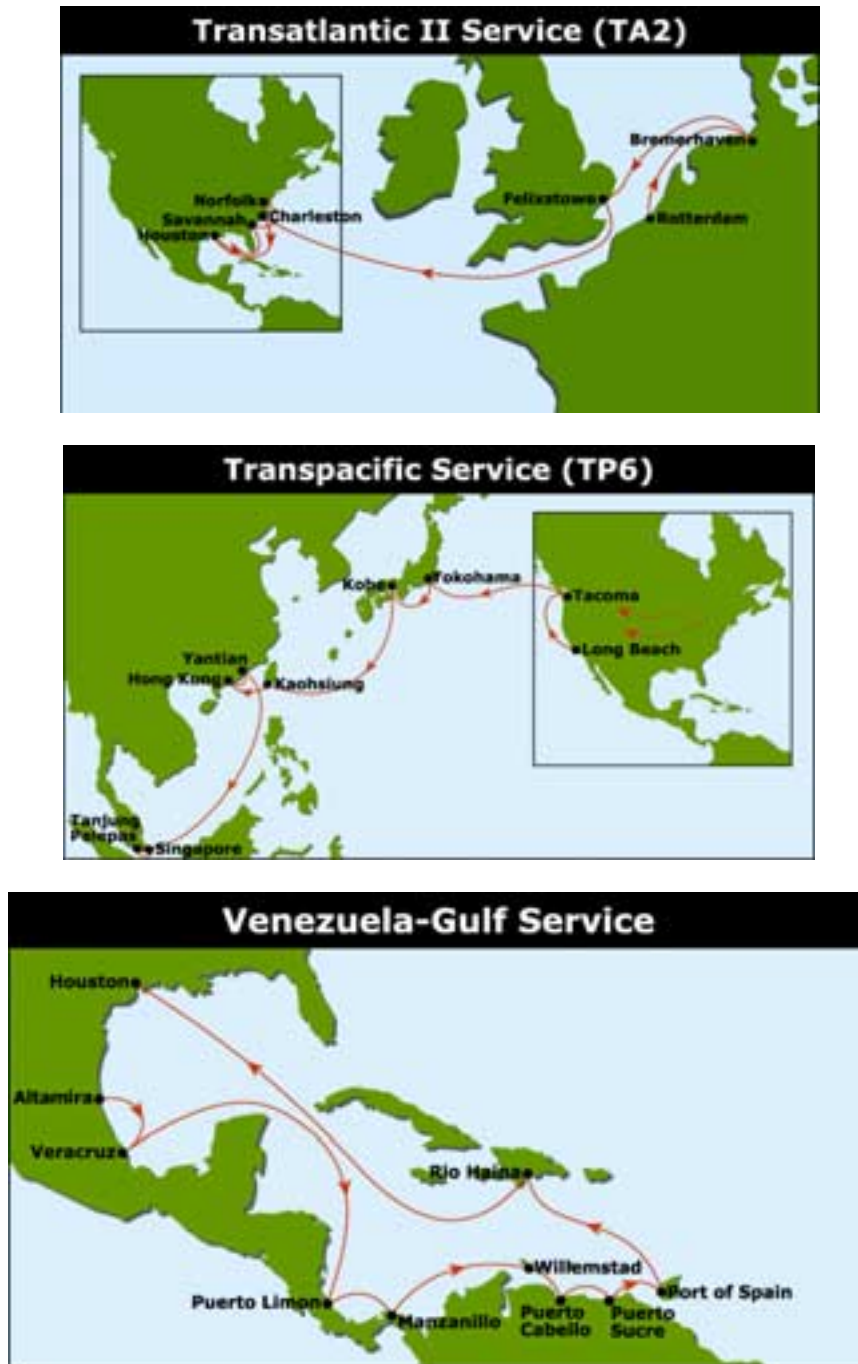 Transatlantic II Service (TA2)
Bremerhaven
Norfolk
Felixstowe
Savannah
Charleston
Rotterdam
Houston
Transpacific Service (TP6)
Kobe
Yokohama
Tacoma
Yantian
Long Beach
Hong Kong
Kaohsiung
Tanjung
Pelepas
Singapore
Venezuela-Gulf Service
Houston
Altamira
Veracruz
Rio Haina
Willemstad
Puerto Limon
Port of Spain
Manzanillo
Puerto
Cabello
Puerto
Sucre